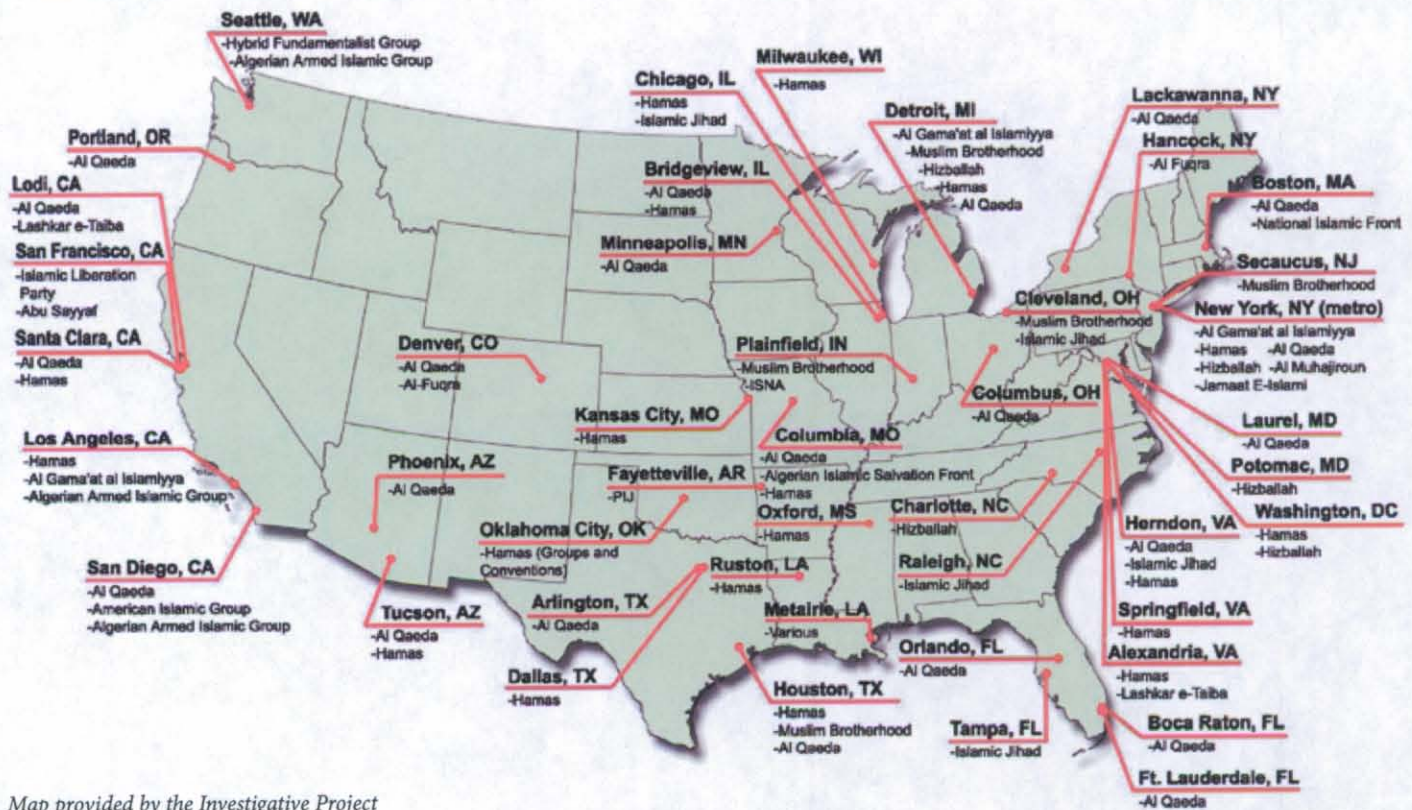 Seattle, WA
-Hybrid Fundamentalist Group
-Algerian Armed Islamic Group
Portland, OR
-Al Qaeda
Lodi, CA
-Al Qaeda
-Lashkar e-Taiba
San Francisco, CA
-Islamic Liberation
Party
-Abu Sayyaf
Santa Clara, CA
-Al Qaeda
-Hamas
Los Angeles, CA
-Hamas
-Al Gama'at al Islamiyya
-Algerian Armed Islamic Group
San Diego, CA
-Al Qaeda
-American Islamic Group
-Algerian Armed Islamic Group
Phoenix, AZ
-Al Qaeda
Tucson, AZ
-Al Qaeda
-Hamas
Denver, CO
-Al Qaeda
-Al-Fuqra
Kansas City, MO
-Hamas
Fayetteville, AR
-PIJ
Oklahoma City, OK
-Hamas (Groups and
Conventions)
Arlington, TX
-Al Qaeda
Dallas, TX
-Hamas
Houston, TX
-Hamas
-Muslim Brotherhood
-Al Qaeda
Ruston, LA
-Hamas
Metairie, LA
-Various
Oxford, MS
-Hamas
Columbia, MO
-Al Qaeda
-Algerian Islamic Salvation Front
-Hamas
Minneapolis, MN
-Al Qaeda
Bridgeview, IL
-Al Qaeda
-Hamas
Chicago, IL
-Hamas
-Islamic Jihad
Milwaukee, WI
-Hamas
Detroit, MI
-Al Gama'at al Islamiyya
-Muslim Brotherhood
-Hizballah
-Hamas
-Al Qaeda
Plainfield, IN
-Muslim Brotherhood
-ISNA
Cleveland, OH
-Muslim Brotherhood
-Islamic Jihad
Columbus, OH
-Al Qaeda
Lackawanna, NY
-Al Qaeda
Hancock, NY
-Al Fuqra
Boston, MA
-Al Qaeda
-National Islamic Front
Secaucus, NJ
-Muslim Brotherhood
New York, NY (metro)
-Al Gama'at al Islamiyya
-Hamas -Al Qaeda
-Hizballah -Al Muhajiroun
-Jamaat E-Islami
Laurel, MD
-Al Qaeda
Potomac, MD
-Hizballah
Washington, DC
-Hamas
-Hizballah
Herndon, VA
-Al Qaeda
-Islamic Jihad
-Hamas
Springfield, VA
-Hamas
Alexandria, VA
-Hamas
-Lashkar e-Taiba
Charlotte, NC
-Hizballah
Raleigh, NC
-Islamic Jihad
Orlando, FL
-Al Qaeda
Tampa, FL
-Islamic Jihad
Boca Raton, FL
-Al Qaeda
Ft. Lauderdale, FL
-Al Qaeda
Map provided by the Investigative Project